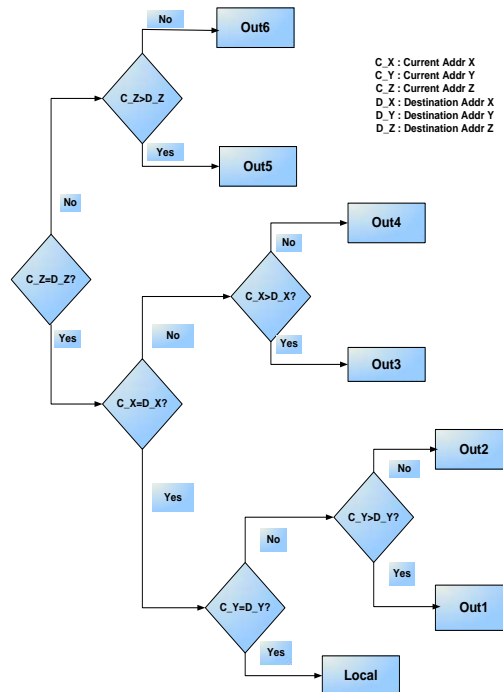 No
Out6
C_Z>D_Z
Yes
Out5
C_X : Current Addr X
C_Y : Current Addr Y
C_Z : Current Addr Z
D_X : Destination Addr X
D_Y : Destination Addr Y
D_Z : Destination Addr Z
No
C_Z=D_Z?
Yes
Out4
No
C_X>D_X?
Yes
Out3
No
C_X=D_X?
Yes
Out2
No
C_Y>D_Y?
Yes
Out1
No
C_Y=D_Y?
Yes
Local